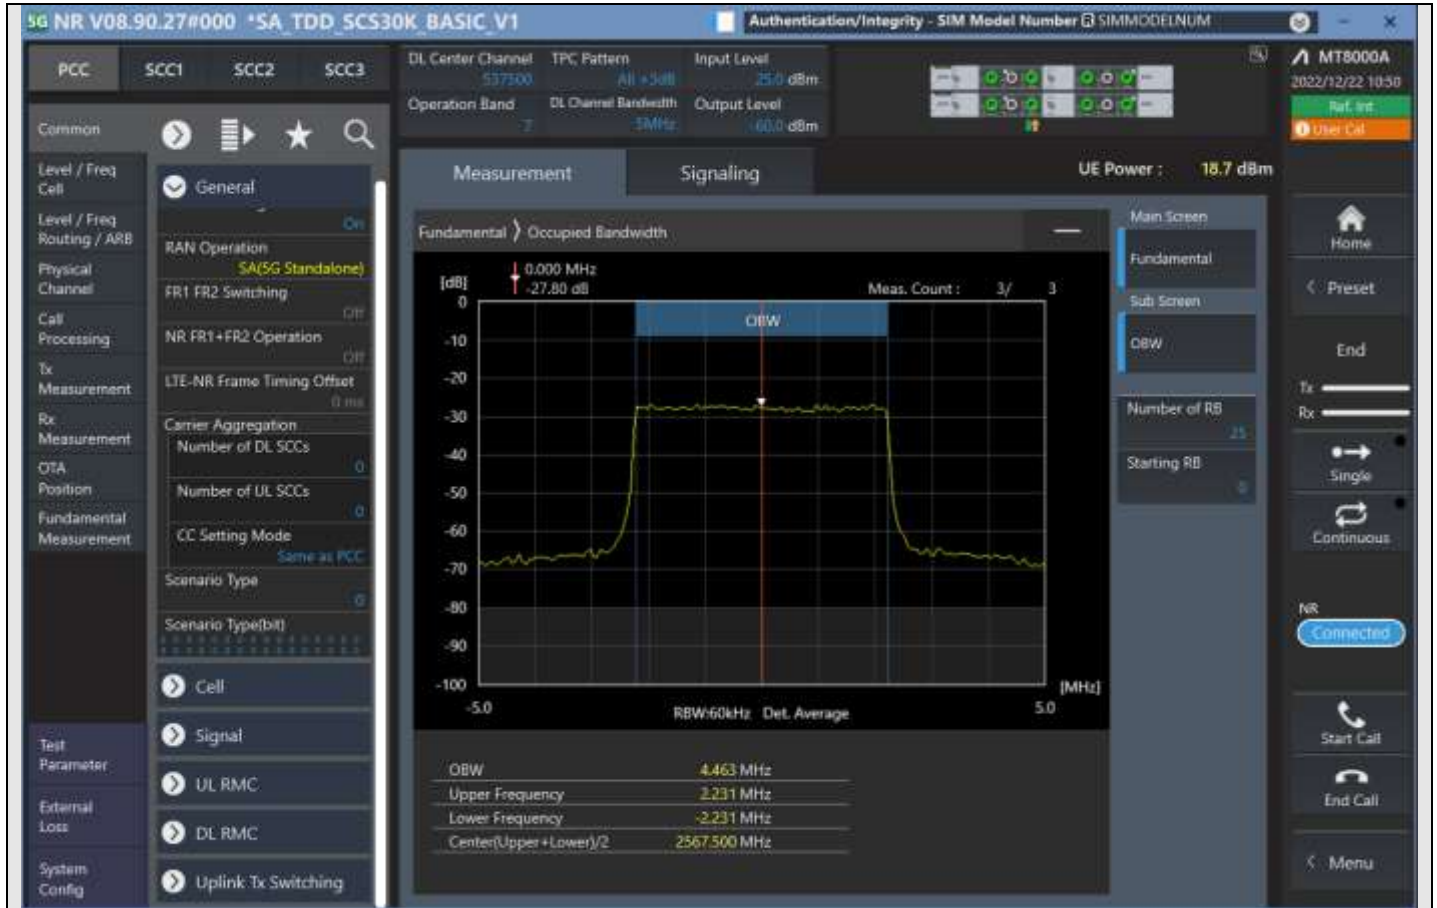 5G NR V08.90.27#000 *SA_TDD_SCS30K_BASIC_V1
Authentication/Integrity - SIM Model Number SIMMODELNUM
PCC SCC1 SCC2 SCC3
DL Center Channel TPC Pattern Input Level
537500 All +3dB 25.0 dBm
Operation Band DL Channel Bandwidth Output Level
7 5MHz -60.0 dBm
MT8000A
2022/12/22 10:50
Ref. Int.
User Cal
Common
Level / Freq
Cell
Level / Freq
Routing / ARB
Physical
Channel
Call
Processing
Tx
Measurement
Rx
Measurement
OTA
Position
Fundamental
Measurement
Test
Parameter
External
Loss
System
Config
General
On
RAN Operation
SA(5G Standalone)
FR1 FR2 Switching
Off
NR FR1+FR2 Operation
Off
LTE-NR Frame Timing Offset
0 ms
Carrier Aggregation
Number of DL SCCs
0
Number of UL SCCs
0
CC Setting Mode
Same as PCC
Scenario Type
0
Scenario Type(bit)
Cell
Signal
UL RMC
DL RMC
Uplink Tx Switching
Measurement Signaling
UE Power : 18.7 dBm
Fundamental Occupied Bandwidth
0.000 MHz
-27.80 dB
Meas. Count : 3/ 3
[dB]
0
-10
-20
-30
-40
-50
-60
-70
-80
-90
-100
OBW
[MHz]
-5.0 RBW:60kHz Det. Average 5.0
OBW 4.463 MHz
Upper Frequency 2.231 MHz
Lower Frequency -2.231 MHz
Center(Upper+Lower)/2 2567.500 MHz
Main Screen
Fundamental
Sub Screen
OBW
Number of RB
25
Starting RB
0
Home
Preset
End
Tx
Rx
Single
Continuous
NR
Connected
Start Call
End Call
Menu